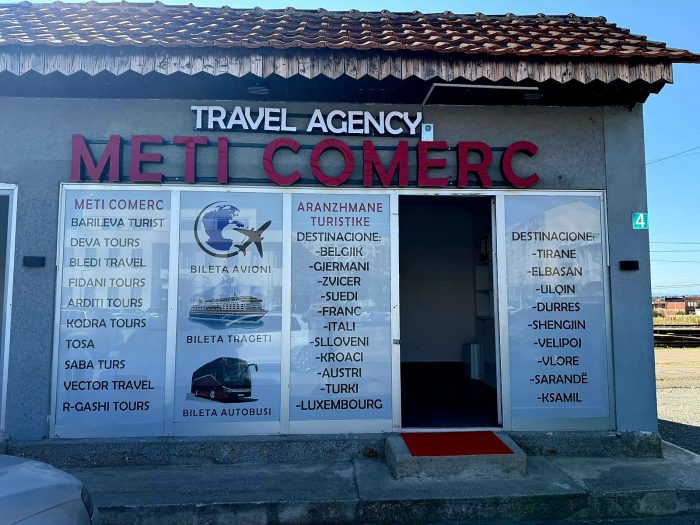 TRAVEL AGENCY
METI COMERC
METI COMERC
BARILEVA TURIST
DEVA TOURS
BLEDI TRAVEL
FIDANI TOURS
ARDITI TOURS
KODRA TOURS
TOSA
SABA TURS
VECTOR TRAVEL
R-GASHI TOURS
BILETA AVIONI
BILETA TRAGETI
BILETA AUTOBUSI
ARANZHMANE
TURISTIKE
DESTINACIONE:
-BELGJIK
-GJERMANI
-ZVICER
-SUEDI
-FRANC
-ITALI
-SLLOVENI
-KROACI
-AUSTRI
-TURKI
-LUXEMBOURG
DESTINACIONE:
-TIRANE
-ELBASAN
-ULQIN
-DURRES
-SHENGJIN
-VELIPOJ
-VLORE
-SARANDË
-KSAMIL
4